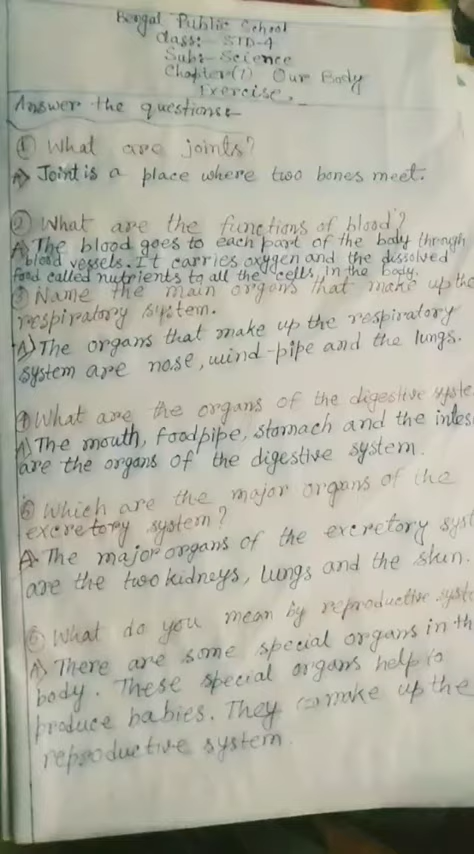 Bengal Public School
class:- STD-4
Sub:- Science
Chapter(7) Our Body
Exercise.
Answer the questions:-
① What are joints?
A) Joint is a place where two bones meet.
② What are the functions of blood?
A) The blood goes to each part of the body through
blood vessels. It carries oxygen and the dissolved
food called nutrients to all the cells, in the body.
③ Name the main organs that make up the
respiratory system.
A) The organs that make up the respiratory
system are nose, wind-pipe and the lungs.
④ What are the organs of the digestive syste
A) The mouth, foodpipe, stomach and the intes
are the organs of the digestive system.
⑤ Which are the major organs of the
excretory system?
A. The major organs of the excretory syst
are the two kidneys, lungs and the skin.
⑥ What do you mean by reproductive syste
A) There are some special organs in th
body. These special organs help to
produce babies. They make up the
reproductive system.